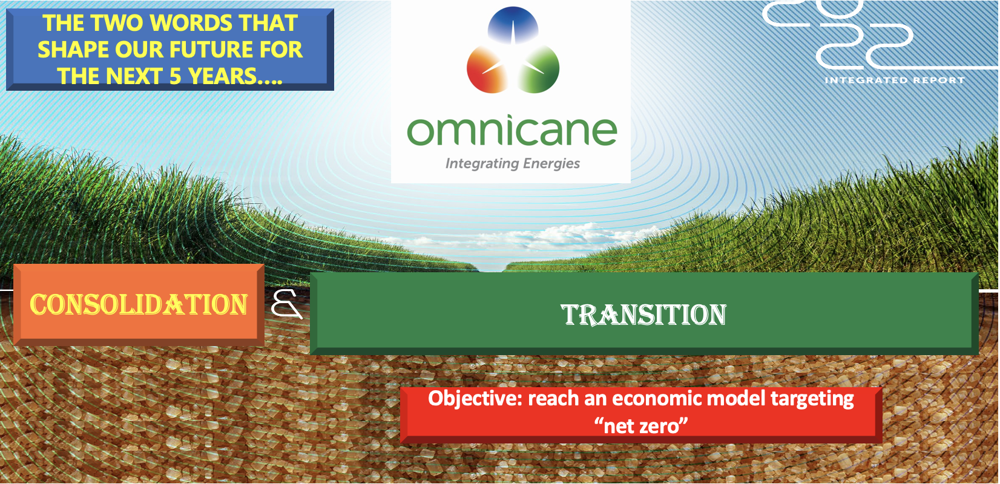 THE TWO WORDS THAT
SHAPE OUR FUTURE FOR
THE NEXT 5 YEARS….
omnicane
Integrating Energies
INTEGRATED REPORT
CONSOLIDATION
&
TRANSITION
Objective: reach an economic model targeting
“net zero”